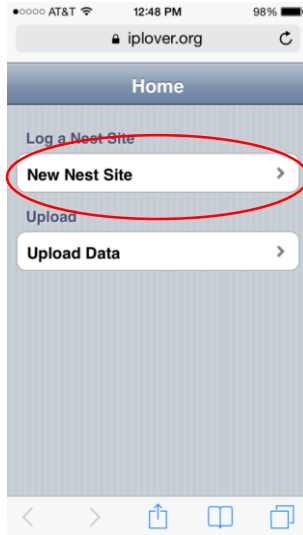 AT&T 12:48 PM 98%
iplover.org
Home
Log a Nest Site
New Nest Site
Upload
Upload Data